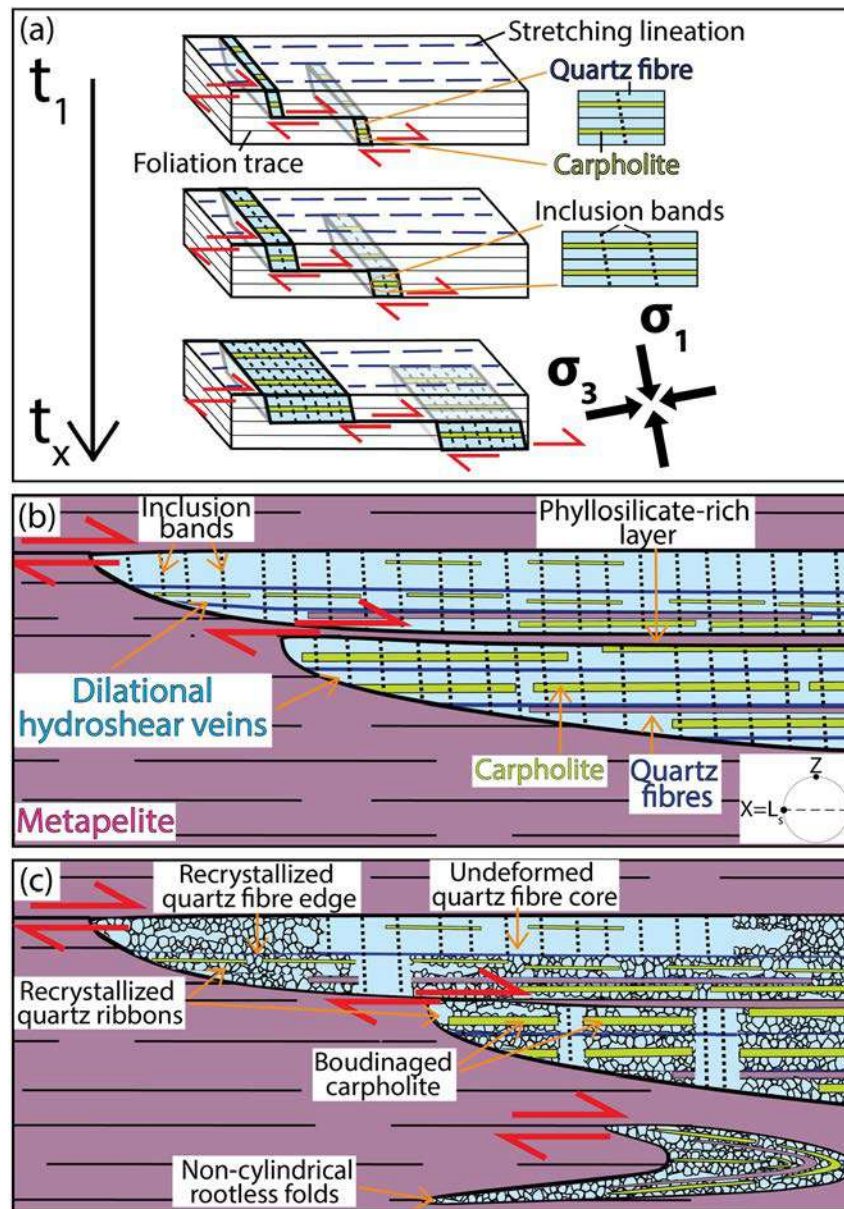 (a)
t1
Stretching lineation
Quartz fibre
Carpholite
Foliation trace
Inclusion bands
σ1
σ3
tx
(b)
Inclusion
bands
Phyllosilicate-rich
layer
Dilational
hydroshear veins
Carpholite
Quartz
fibres
Metapelite
Z
X=Ls
(c)
Recrystallized
quartz fibre edge
Undeformed
quartz fibre core
Recrystallized
quartz ribbons
Boudinaged
carpholite
Non-cylindrical
rootless folds